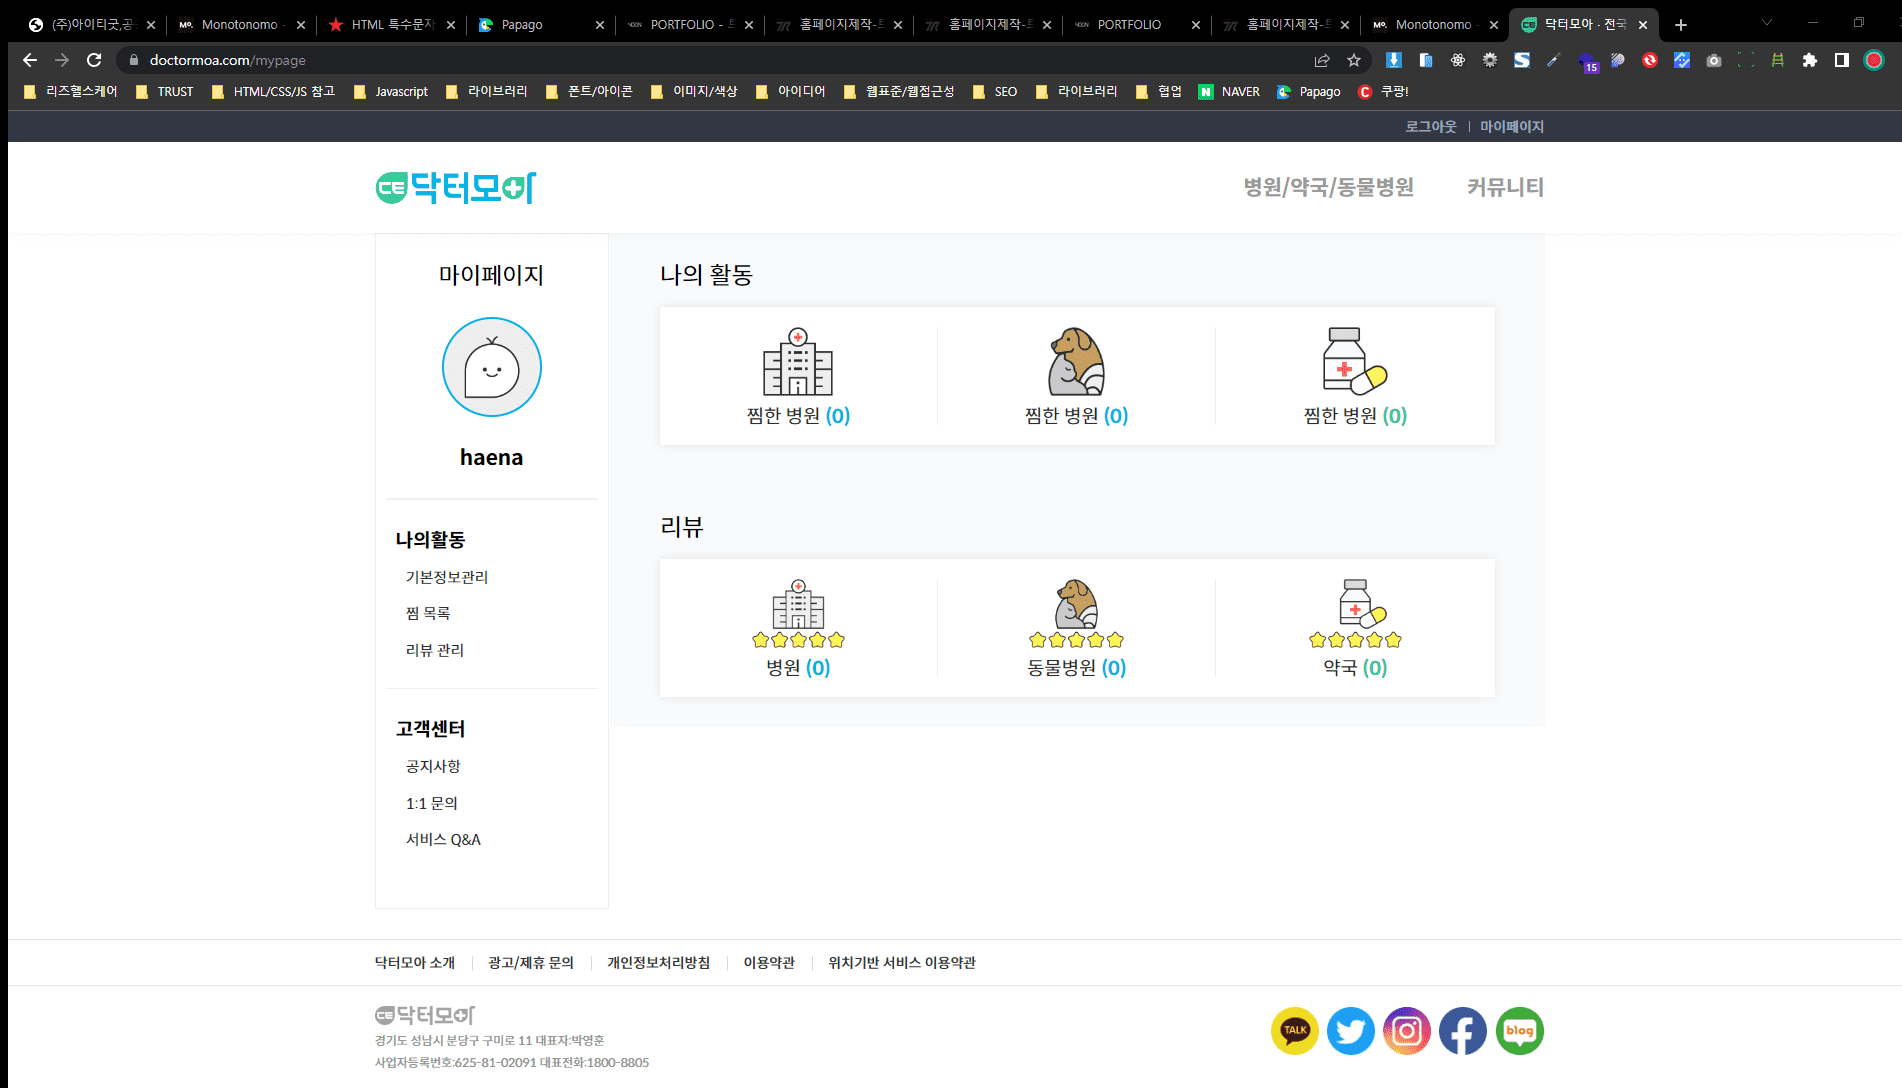 (주)아이티굿,공
Monotonomo -
HTML 특수문자
Papago
PORTFOLIO - 트
홈페이지제작-트
홈페이지제작-트
PORTFOLIO
홈페이지제작-트
Monotonomo -
닥터모아 - 전국
doctormoa.com/mypage
15
리즈헬스케어
TRUST
HTML/CSS/JS 참고
Javascript
라이브러리
폰트/아이콘
이미지/색상
아이디어
웹표준/웹접근성
SEO
라이브러리
협업
NAVER
Papago
쿠팡!
로그아웃 | 마이페이지
닥터모아
병원/약국/동물병원
커뮤니티
마이페이지
haena
나의활동
기본정보관리
찜 목록
리뷰 관리
고객센터
공지사항
1:1 문의
서비스 Q&A
나의 활동
찜한 병원 (0)
찜한 병원 (0)
찜한 병원 (0)
리뷰
병원 (0)
동물병원 (0)
약국 (0)
닥터모아 소개
광고/제휴 문의
개인정보처리방침
이용약관
위치기반 서비스 이용약관
닥터모아
경기도 성남시 분당구 구미로 11 대표자:박영훈
사업자등록번호:625-81-02091 대표전화:1800-8805
TALK
blog